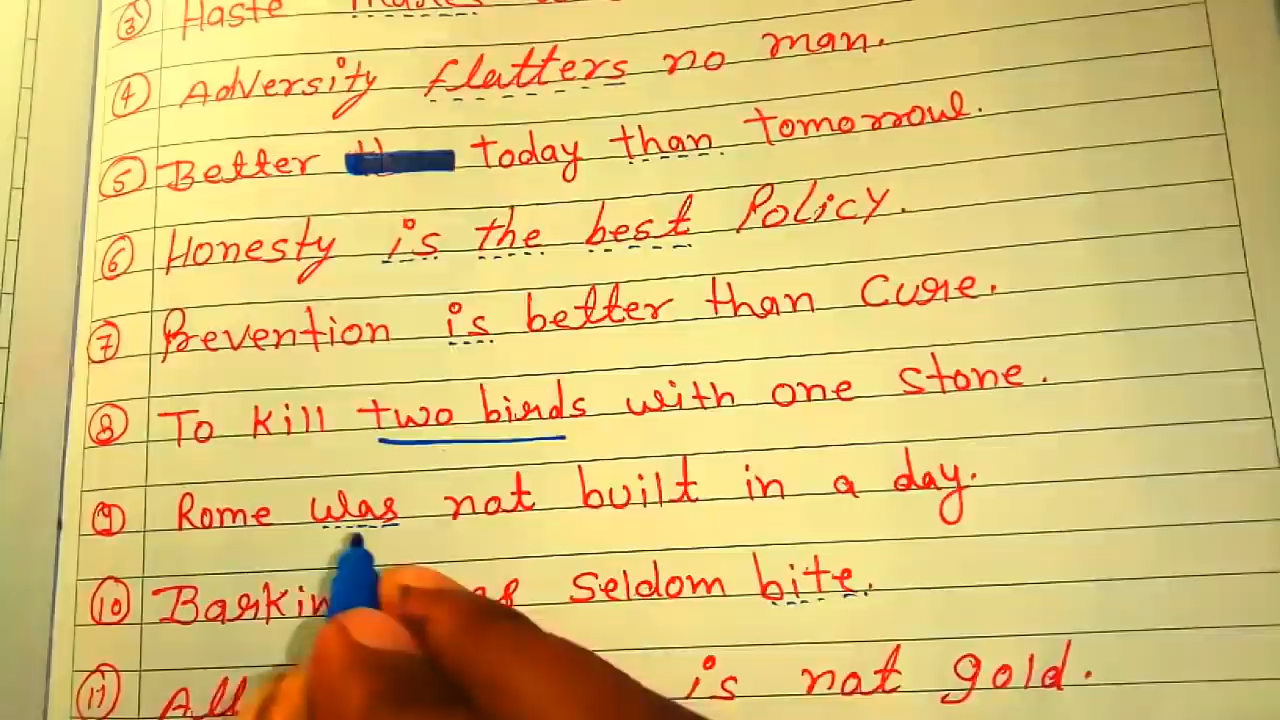 ③ Haste
④ Adversity flatters no man.
⑤ Better today than tomorrow.
⑥ Honesty is the best Policy.
⑦ Prevention is better than Cure.
⑧ To kill two birds with one stone.
⑨ Rome was not built in a day.
⑩ seldom bite.
⑪ All is not gold.